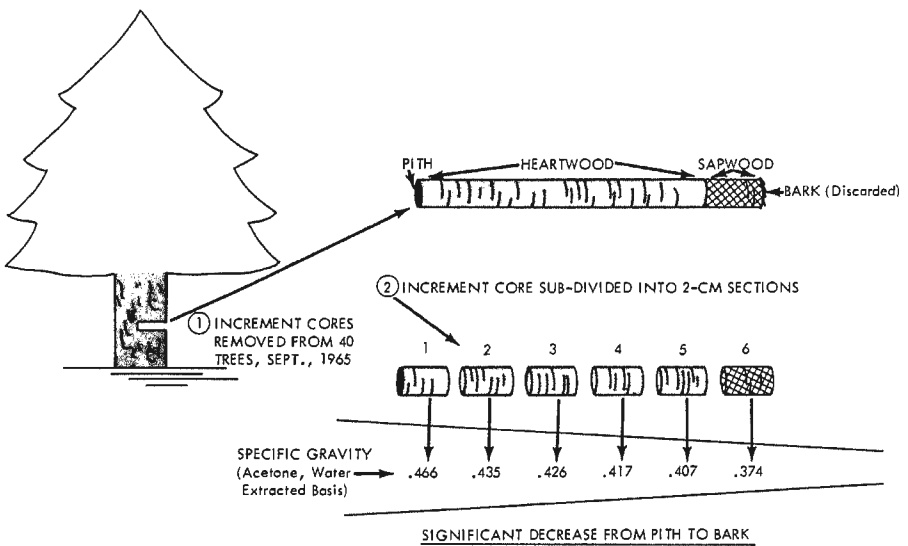 PITH
HEARTWOOD
SAPWOOD
BARK (Discarded)
2 INCREMENT CORE SUB-DIVIDED INTO 2-CM SECTIONS
1 INCREMENT CORES
REMOVED FROM 40
TREES, SEPT., 1965
1 2 3 4 5 6
SPECIFIC GRAVITY
(Acetone, Water
Extracted Basis)
.466 .435 .426 .417 .407 .374
SIGNIFICANT DECREASE FROM PITH TO BARK